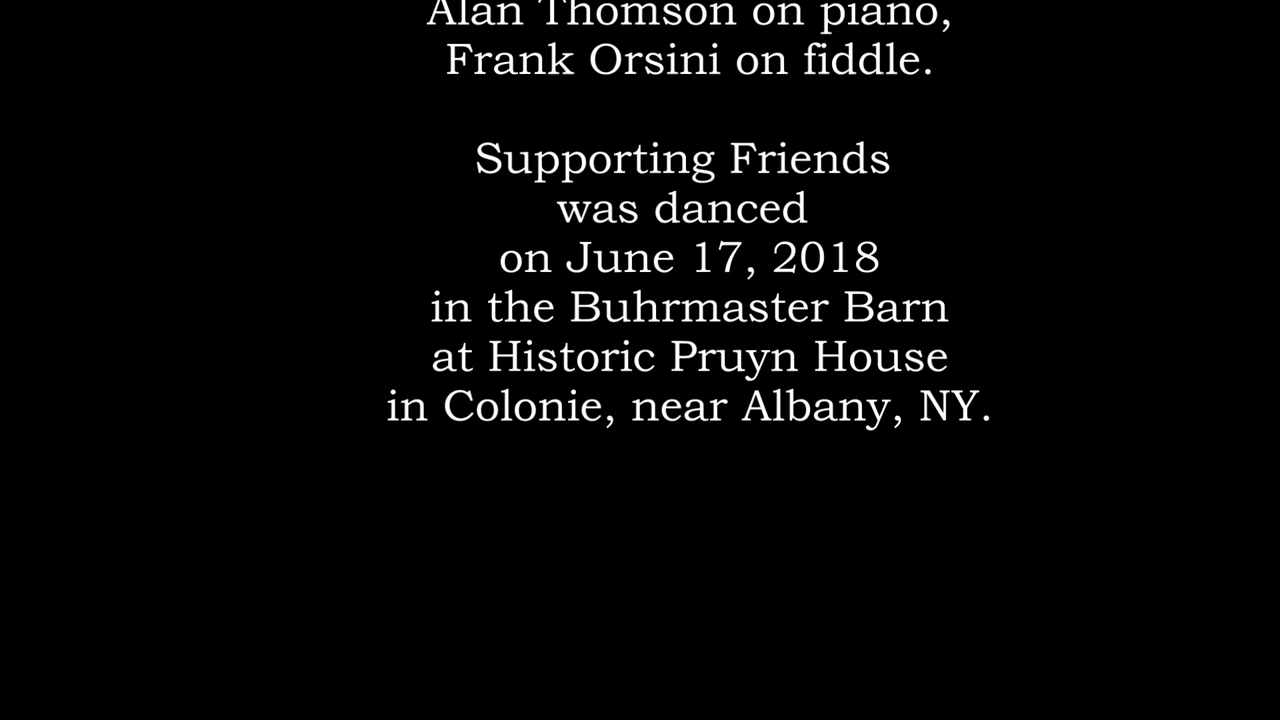 Alan Thomson on piano,
Frank Orsini on fiddle.
Supporting Friends
was danced
on June 17, 2018
in the Buhrmaster Barn
at Historic Pruyn House
in Colonie, near Albany, NY.